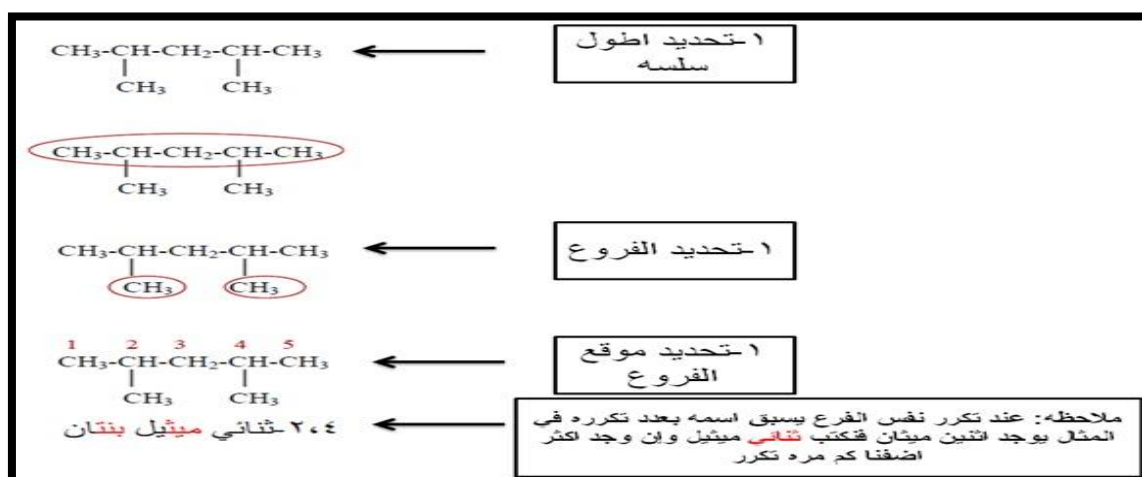 ١-تحديد اطول
سلسه
CH₃-CH-CH₂-CH-CH₃
CH₃ CH₃
CH₃-CH-CH₂-CH-CH₃
CH₃ CH₃
١-تحديد الفروع
CH₃-CH-CH₂-CH-CH₃
CH₃ CH₃
١-تحديد موقع
الفروع
1 2 3 4 5
CH₃-CH-CH₂-CH-CH₃
CH₃ CH₃
ملاحظه: عند تكرر نفس الفرع يسبق اسمه بعدد تكرره في
المثال يوجد اثنين ميثان فنكتب ثنائي ميثيل وإن وجد اكثر
اضفنا كم مره تكرر
٢،٤-ثنائي ميثيل بنتان